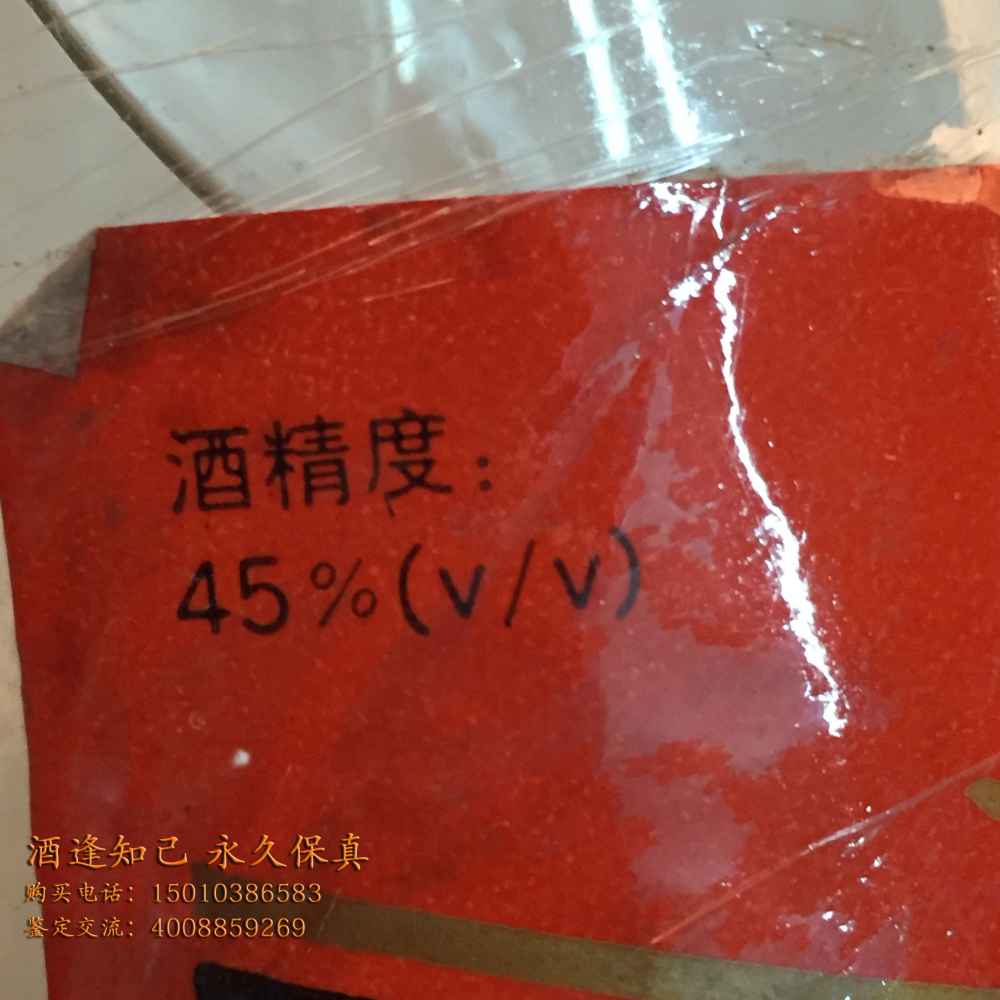 酒精度：
45%(v/v)
酒逢知己 永久保真
购买电话：15010386583
鉴定交流：4008859269